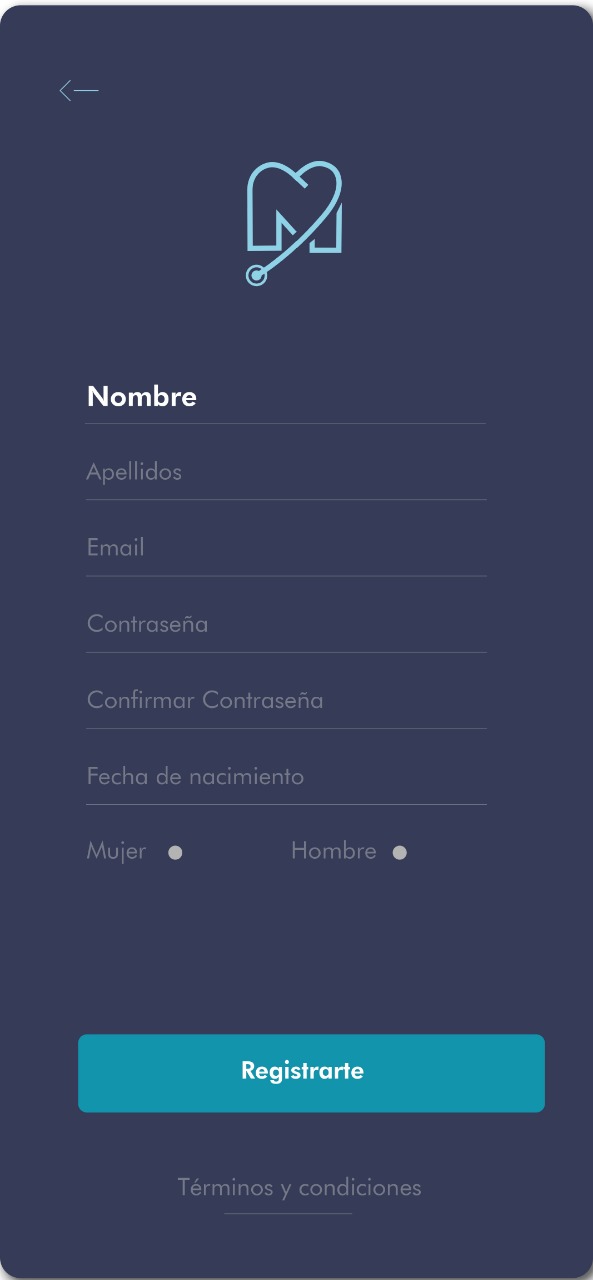 Nombre
Apellidos
Email
Contraseña
Confirmar Contraseña
Fecha de nacimiento
Mujer Hombre
Registrarte
Términos y condiciones